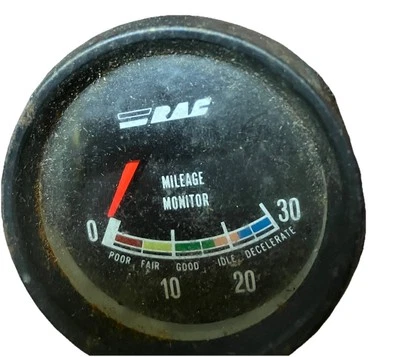 RAC
MILEAGE
MONITOR
0 30
POOR FAIR GOOD IDLE DECELERATE
10 20